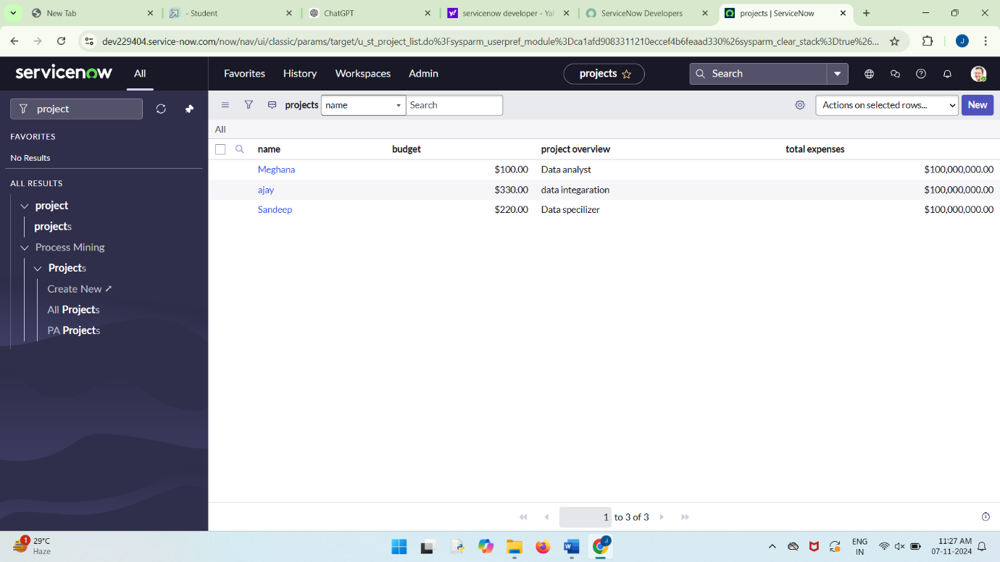 New Tab
- Student
ChatGPT
servicenow developer - Yah
ServiceNow Developers
projects | ServiceNow
dev229404.service-now.com/now/nav/ui/classic/params/target/u_st_project_list.do%3Fsysparm_userpref_module%3Dca1afd9083311210eccef4b6feaad330%26sysparm_clear_stack%3Dtrue%26...
J
servicenow
All
Favorites
History
Workspaces
Admin
projects
Search
project
projects
name
Search
Actions on selected rows...
New
FAVORITES
No Results
ALL RESULTS
project
projects
Process Mining
Projects
Create New
All Projects
PA Projects
All
name budget project overview total expenses
Meghana $100.00 Data analyst $100,000,000.00
ajay $330.00 data integaration $100,000,000.00
Sandeep $220.00 Data specilizer $100,000,000.00
1 to 3 of 3
1
29°C
Haze
W
J
ENG
IN
11:27 AM
07-11-2024